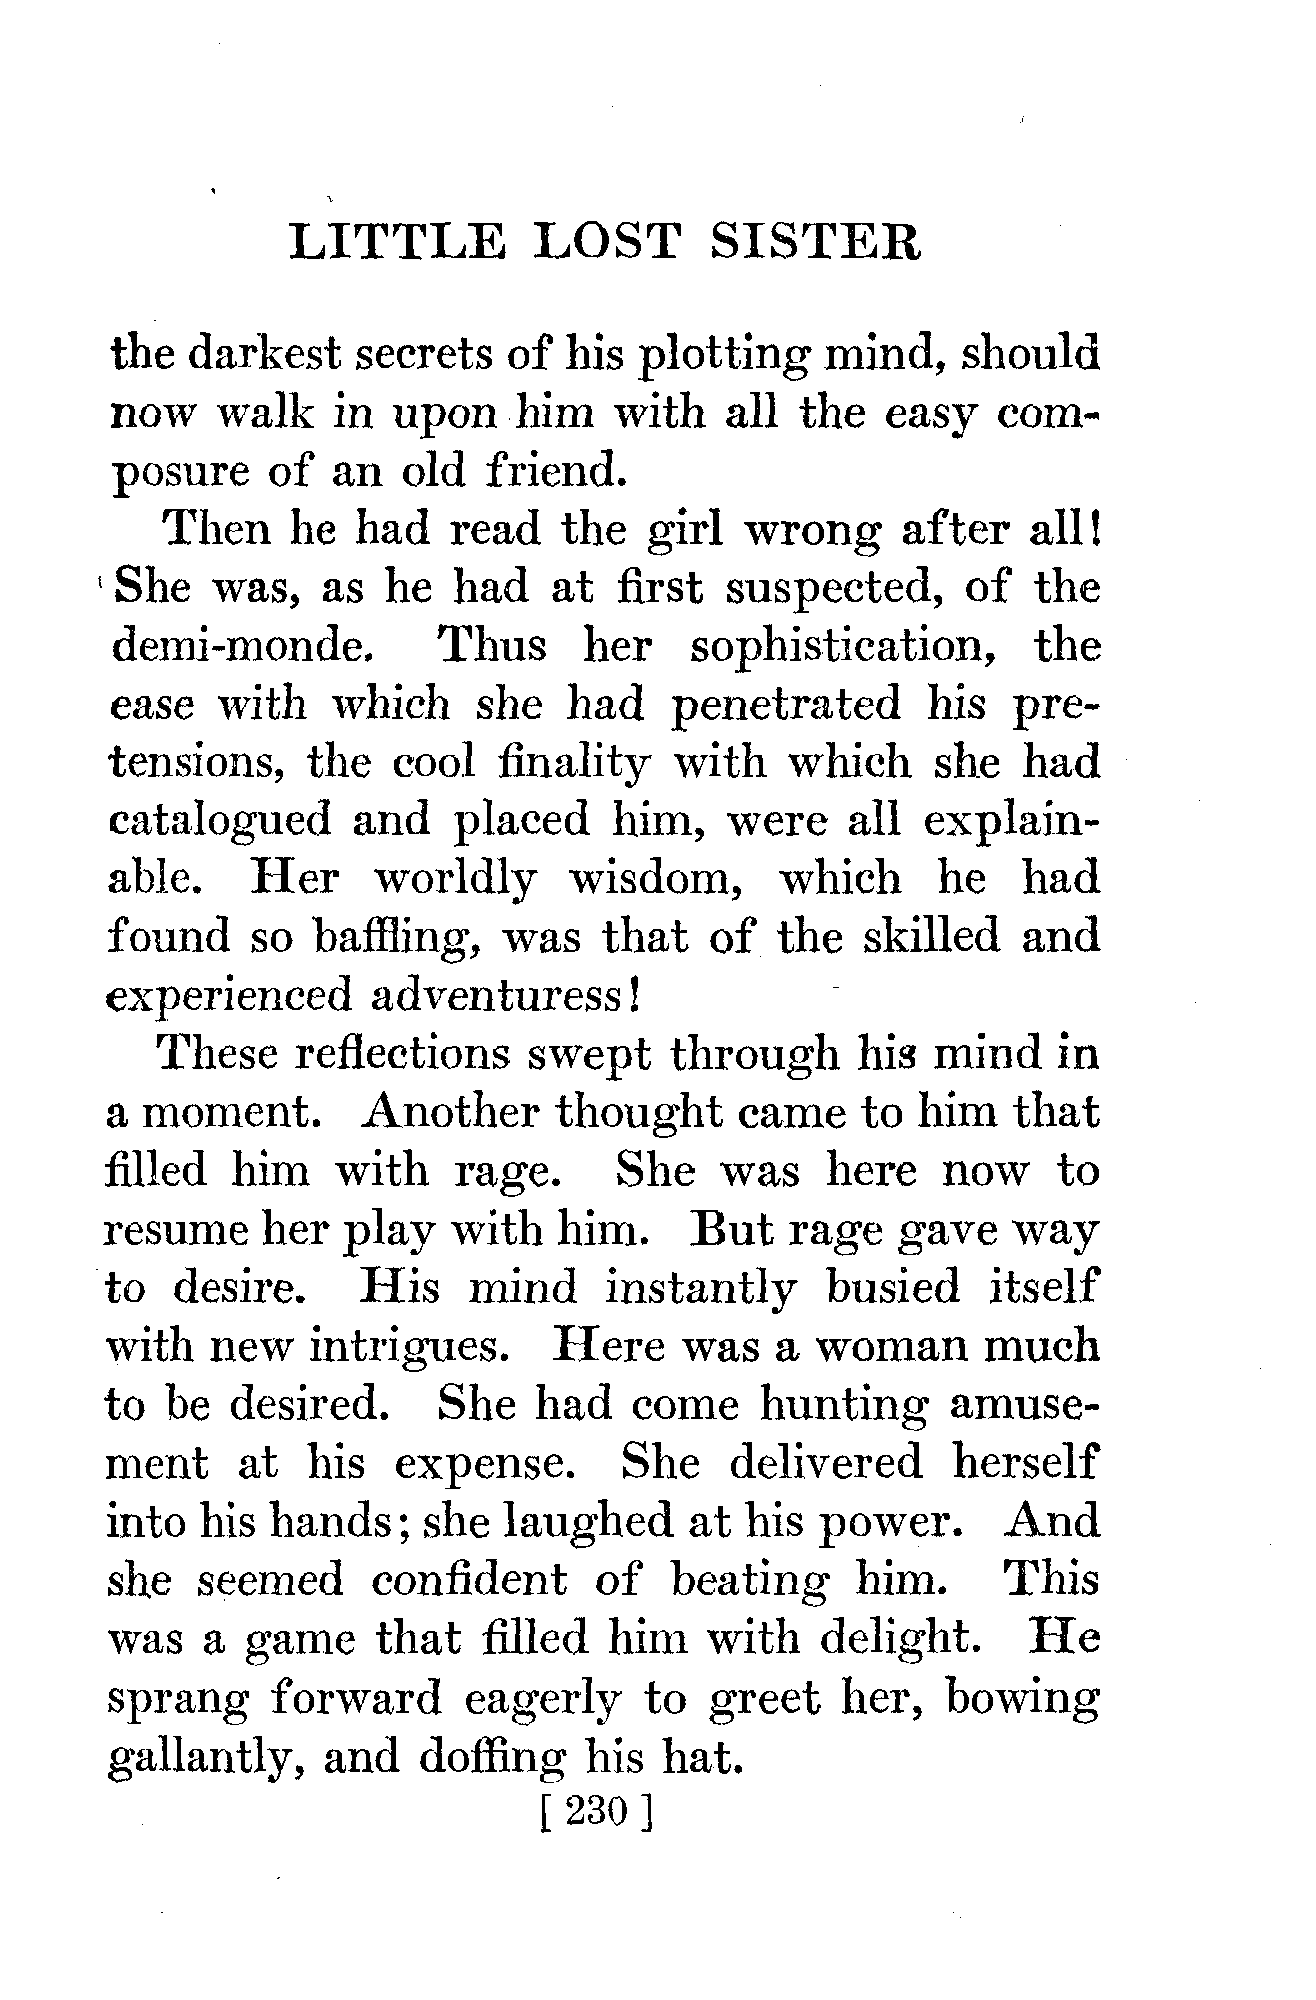 LITTLE LOST SISTER
the darkest secrets of his plotting mind, should
now walk in upon him with all the easy com-
posure of an old friend.
Then he had read the girl wrong after all!
She was, as he had at first suspected, of the
demi-monde. Thus her sophistication, the
ease with which she had penetrated his pre-
tensions, the cool finality with which she had
catalogued and placed him, were all explain-
able. Her worldly wisdom, which he had
found so baffling, was that of the skilled and
experienced adventuress!
These reflections swept through his mind in
a moment. Another thought came to him that
filled him with rage. She was here now to
resume her play with him. But rage gave way
to desire. His mind instantly busied itself
with new intrigues. Here was a woman much
to be desired. She had come hunting amuse-
ment at his expense. She delivered herself
into his hands; she laughed at his power. And
she seemed confident of beating him. This
was a game that filled him with delight. He
sprang forward eagerly to greet her, bowing
gallantly, and doffing his hat.
[ 230 ]